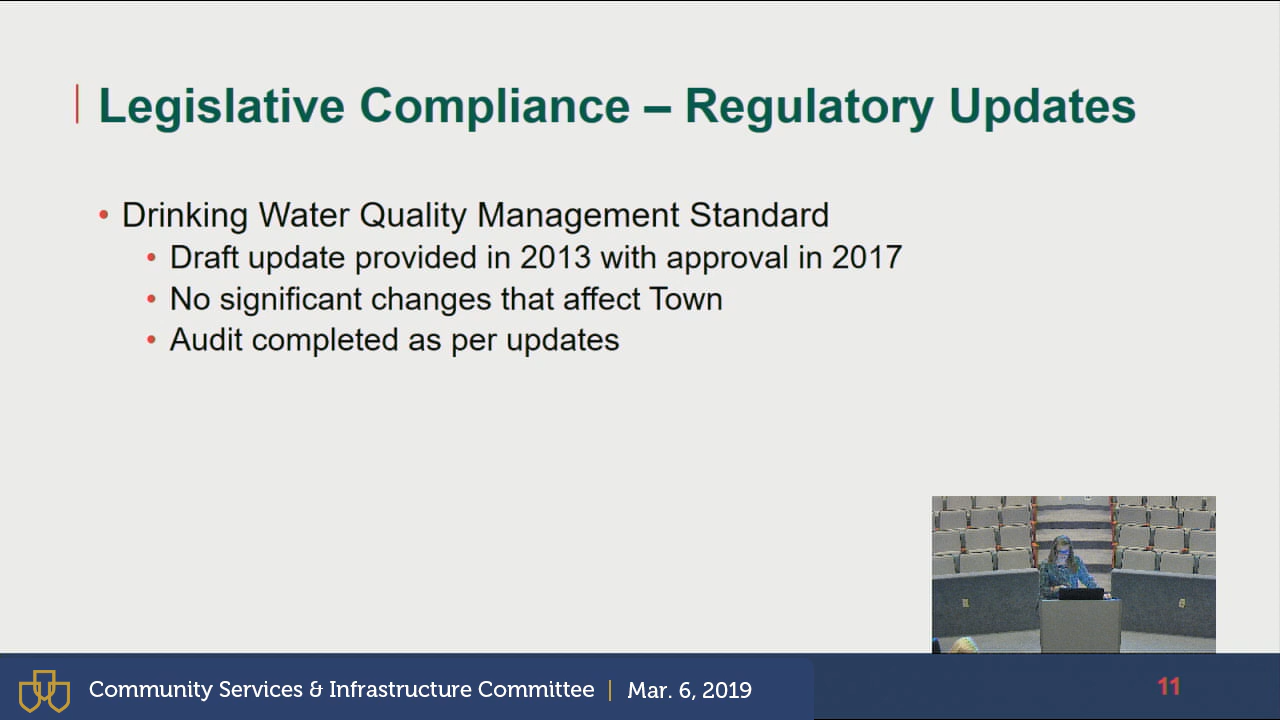 Legislative Compliance – Regulatory Updates
• Drinking Water Quality Management Standard
• Draft update provided in 2013 with approval in 2017
• No significant changes that affect Town
• Audit completed as per updates
Community Services & Infrastructure Committee | Mar. 6, 2019
11